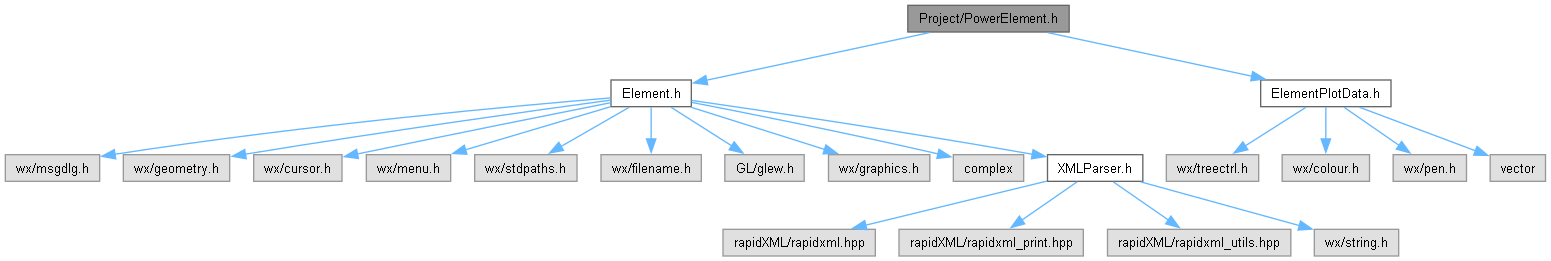 Project/PowerElement.h
Element.h
ElementPlotData.h
wx/msgdlg.h
wx/geometry.h
wx/cursor.h
wx/menu.h
wx/stdpaths.h
wx/filename.h
GL/glew.h
wx/graphics.h
complex
XMLParser.h
wx/treectrl.h
wx/colour.h
wx/pen.h
vector
rapidXML/rapidxml.hpp
rapidXML/rapidxml_print.hpp
rapidXML/rapidxml_utils.hpp
wx/string.h